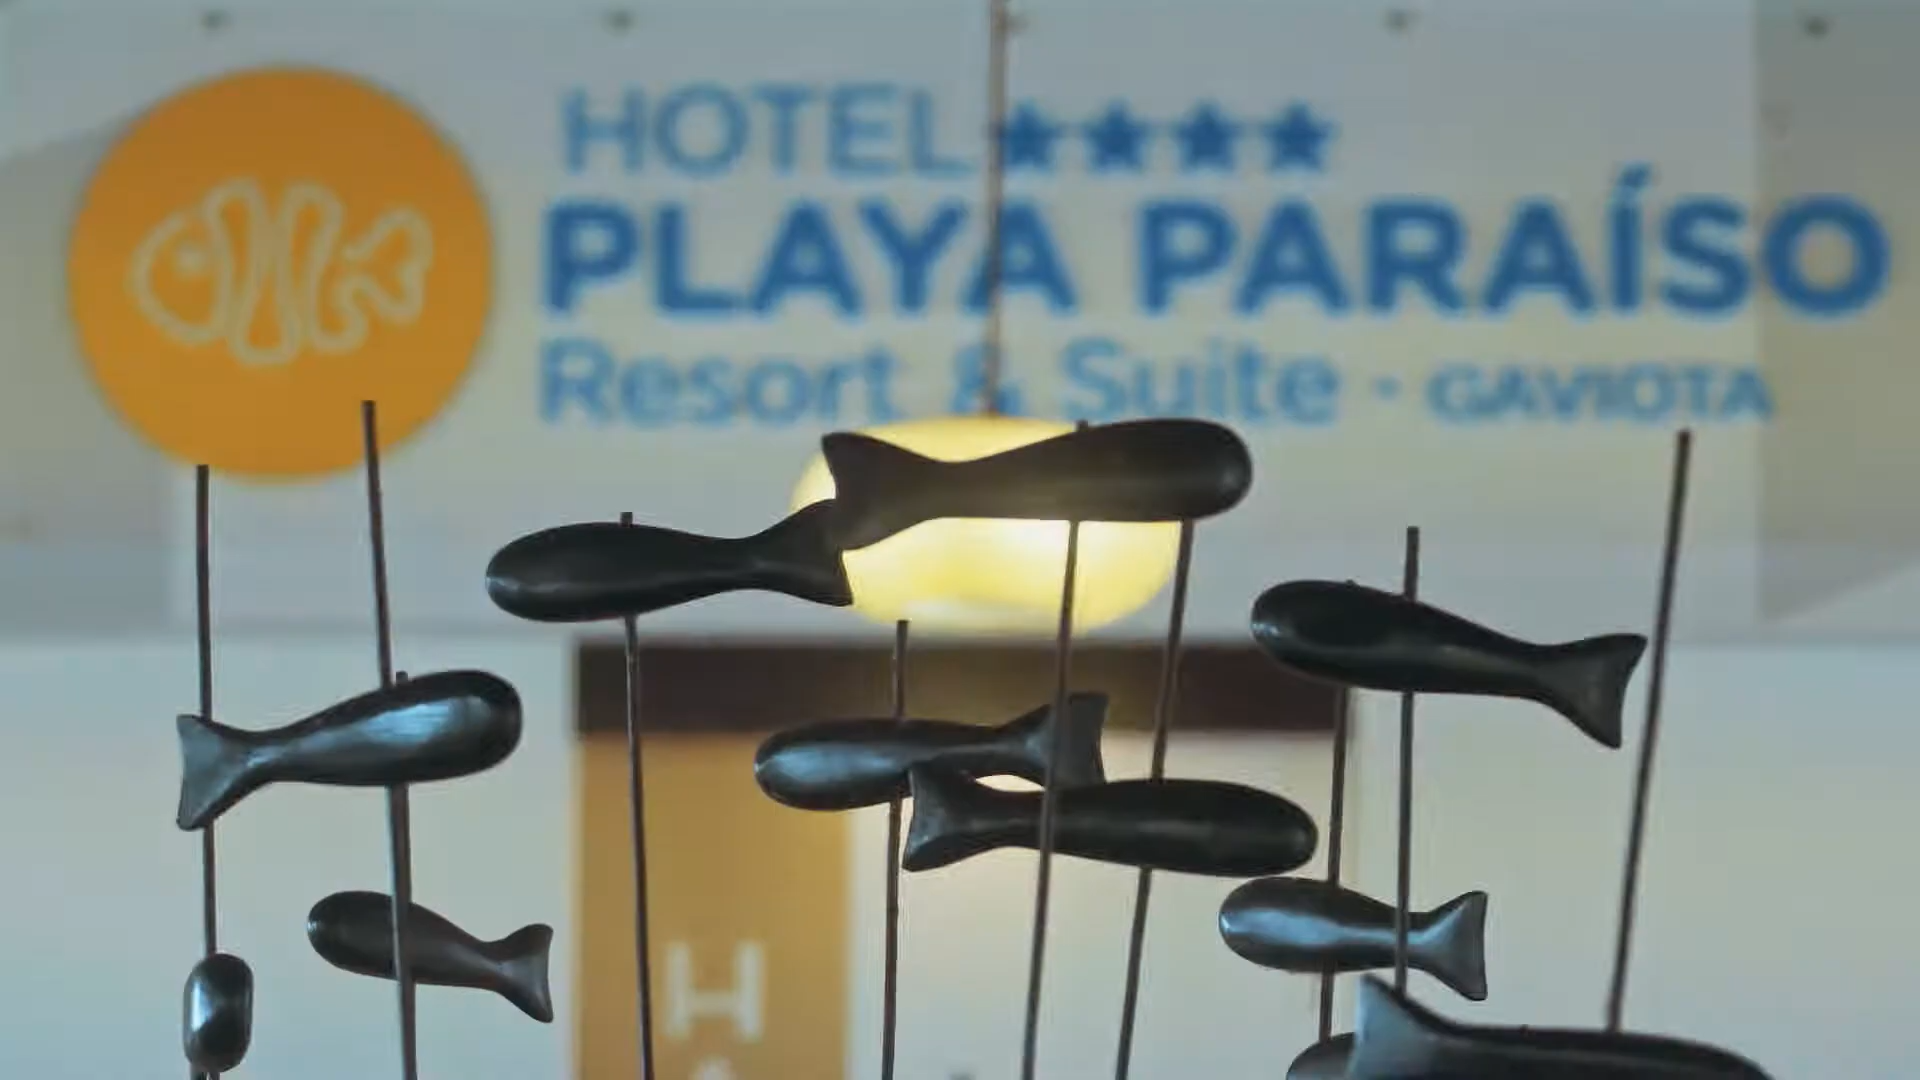 HOTEL ★★★★
PLAYA PARAÍSO
Resort & Suite · GAVIOTA
H